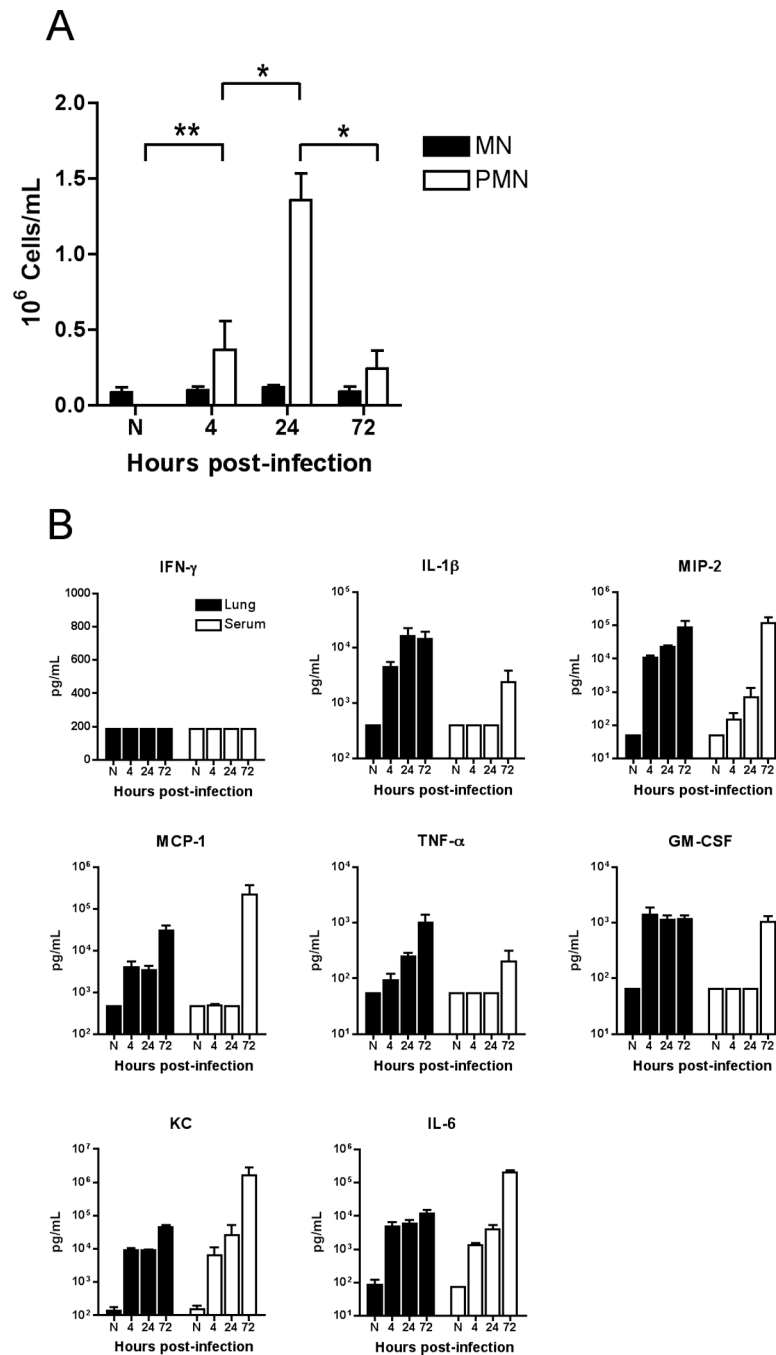 A
* 
** *
2.0
1.5
1.0
0.5
0.0
10⁶ Cells/mL
MN
PMN
N 4 24 72
Hours post-infection
B
IFN-γ
1000
800
600
400
200
0
pg/mL
Lung
Serum
N 4 24 72 N 4 24 72
Hours post-infection
IL-1β
10⁵
10⁴
10³
10²
pg/mL
N 4 24 72 N 4 24 72
Hours post-infection
MIP-2
10⁶
10⁵
10⁴
10³
10²
10¹
pg/mL
N 4 24 72 N 4 24 72
Hours post-infection
MCP-1
10⁶
10⁵
10⁴
10³
10²
pg/mL
N 4 24 72 N 4 24 72
Hours post-infection
TNF-α
10⁴
10³
10²
10¹
pg/mL
N 4 24 72 N 4 24 72
Hours post-infection
GM-CSF
10⁴
10³
10²
10¹
pg/mL
N 4 24 72 N 4 24 72
Hours post-infection
KC
10⁷
10⁶
10⁵
10⁴
10³
10²
pg/mL
N 4 24 72 N 4 24 72
Hours post-infection
IL-6
10⁶
10⁵
10⁴
10³
10²
10¹
pg/mL
N 4 24 72 N 4 24 72
Hours post-infection